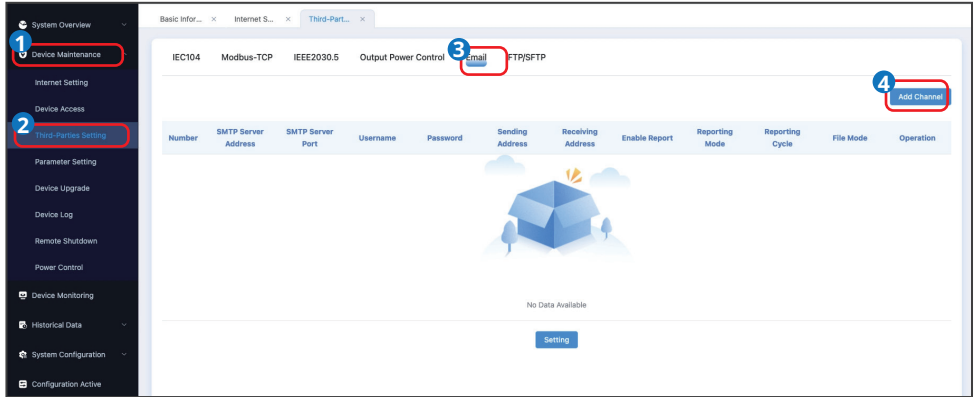 System Overview
Basic Infor... × Internet S... × Third-Part... ×
1
Device Maintenance
IEC104 Modbus-TCP IEEE2030.5 Output Power Control 3 Email FTP/SFTP
Internet Setting
4
Add Channel
Device Access
2
Third-Parties Setting
Number SMTP Server Address SMTP Server Port Username Password Sending Address Receiving Address Enable Report Reporting Mode Reporting Cycle File Mode Operation
Parameter Setting
Device Upgrade
Device Log
Remote Shutdown
Power Control
Device Monitoring
No Data Available
Historical Data
Setting
System Configuration
Configuration Active